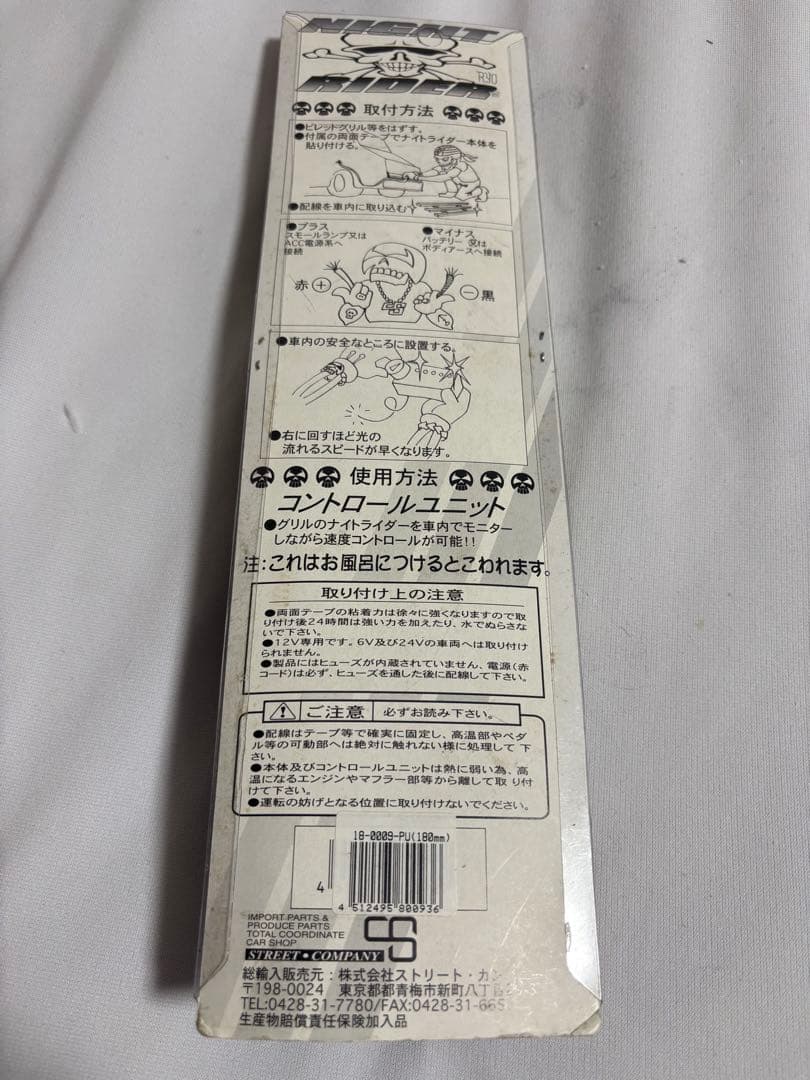 NIGHT
RIDER
RYO
取付方法
●ビレットグリル等をはずす。
●付属の両面テープでナイトライダー本体を
貼り付ける。
●配線を車内に取り込む
●プラス
スモールランプ又は
ACC電源系へ
接続
●マイナス
バッテリー又は
ボディアースへ接続
赤⊕
⊖黒
●車内の安全なところに設置する。
●右に回すほど光の
流れるスピードが早くなります。
使用方法
コントロールユニット
●グリルのナイトライダーを車内でモニター
しながら速度コントロールが可能!!
注:これはお風呂につけるとこわれます。
取り付け上の注意
●両面テープの粘着力は徐々に強くなりますので取
り付け後24時間は強い力を加えたり、水でぬらさな
いで下さい。
●12V専用です。6V及び24Vの車両へは取り付け
られません。
●製品にはヒューズが内蔵されていません、電源(赤
コード)は必ず、ヒューズを通した後に配線して下さい。
ご注意 必ずお読み下さい。
●配線はテープ等で確実に固定し、高温部やペダ
ル等の可動部へは絶対に触れない様に処理して下
さい。
●本体及びコントロールユニットは熱に弱い為、高
温になるエンジンやマフラー部等から離して取り付
けて下さい。
●運転の妨げとなる位置に取り付けないでください。
18-0009-PU(180mm)
4
4 512495 800936
IMPORT PARTS &
PRODUCE PARTS
TOTAL COORDINATE
CAR SHOP
STREET・COMPANY
総輸入販売元:株式会社ストリート・カン
〒198-0024 東京都都青梅市新町八丁目
TEL:0428-31-7780/FAX:0428-31-665
生産物賠償責任保険加入品